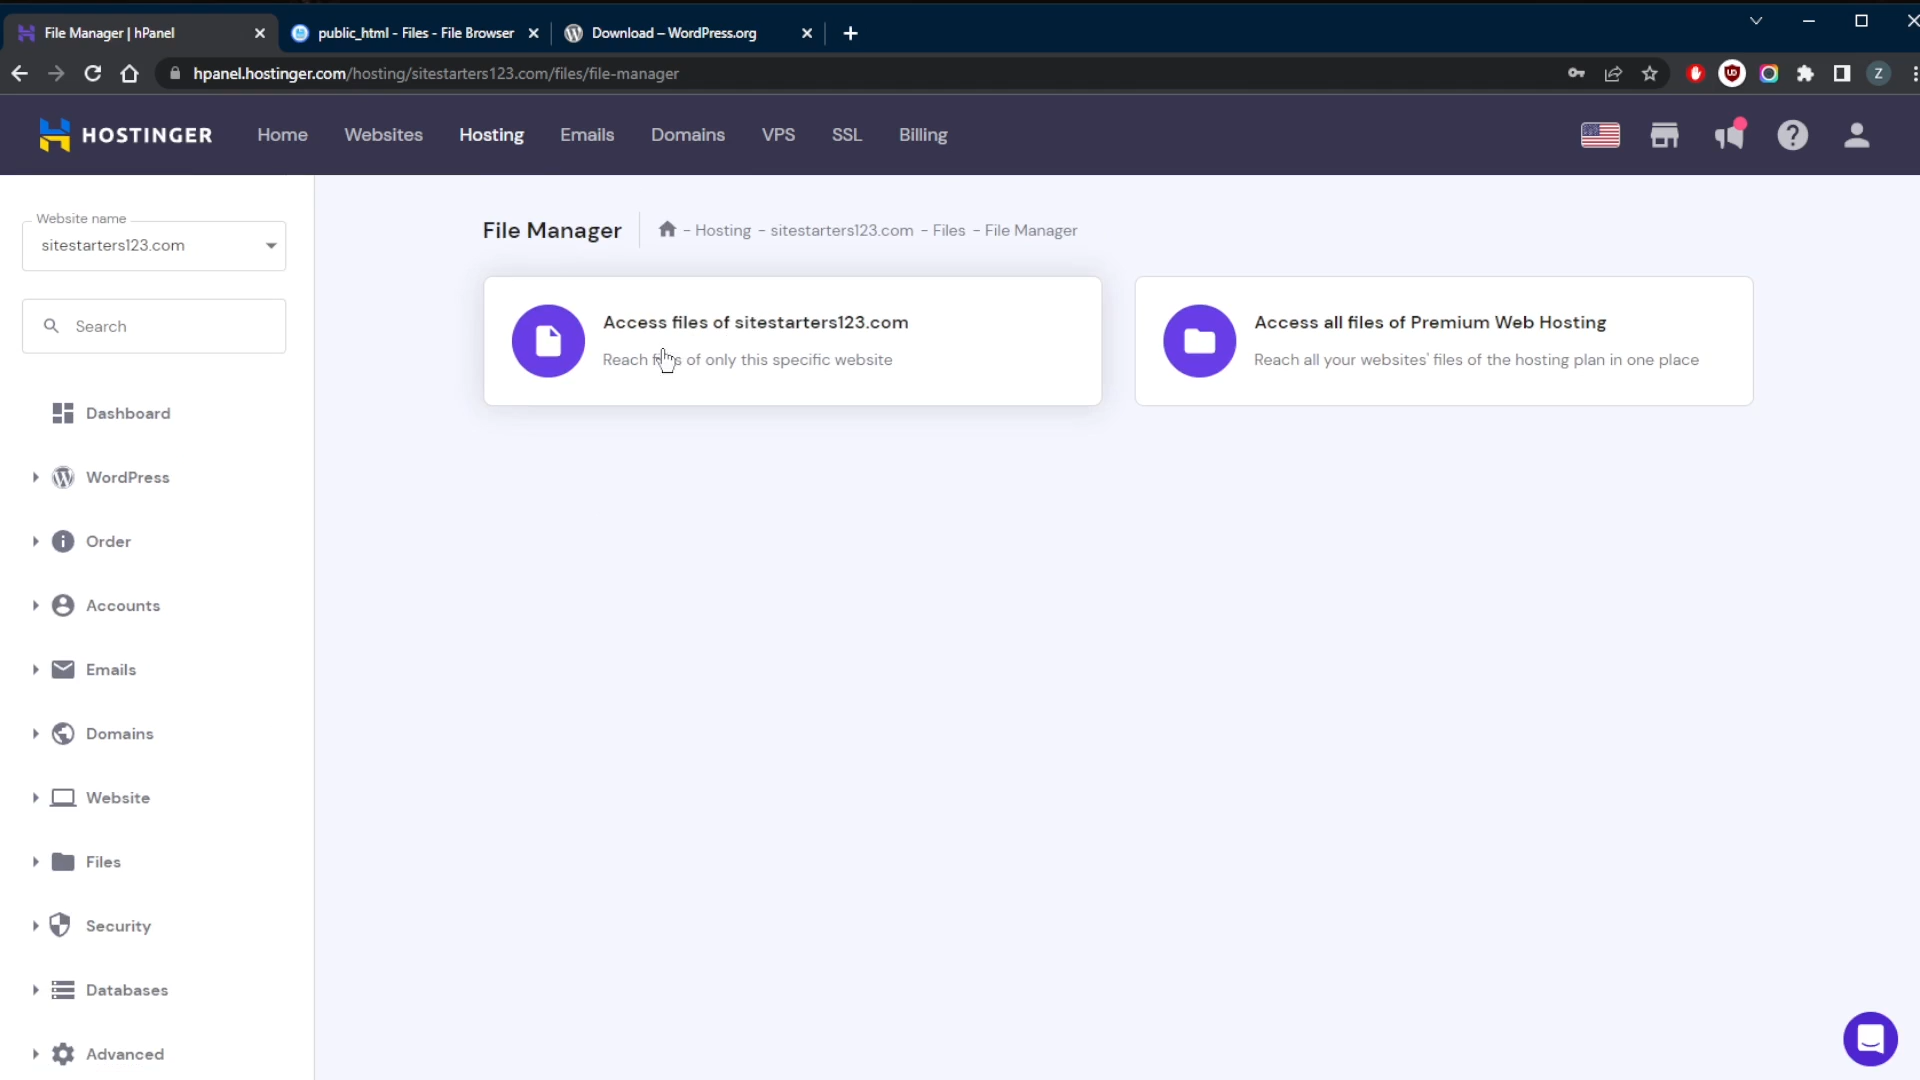 File Manager | hPanel
public_html - Files - File Browser
Download – WordPress.org
hpanel.hostinger.com/hosting/sitestarters123.com/files/file-manager
Z
HOSTINGER
Home
Websites
Hosting
Emails
Domains
VPS
SSL
Billing
Website name
sitestarters123.com
Search
Dashboard
WordPress
Order
Accounts
Emails
Domains
Website
Files
Security
Databases
Advanced
File Manager
- Hosting - sitestarters123.com - Files - File Manager
Access files of sitestarters123.com
Reach files of only this specific website
Access all files of Premium Web Hosting
Reach all your websites' files of the hosting plan in one place